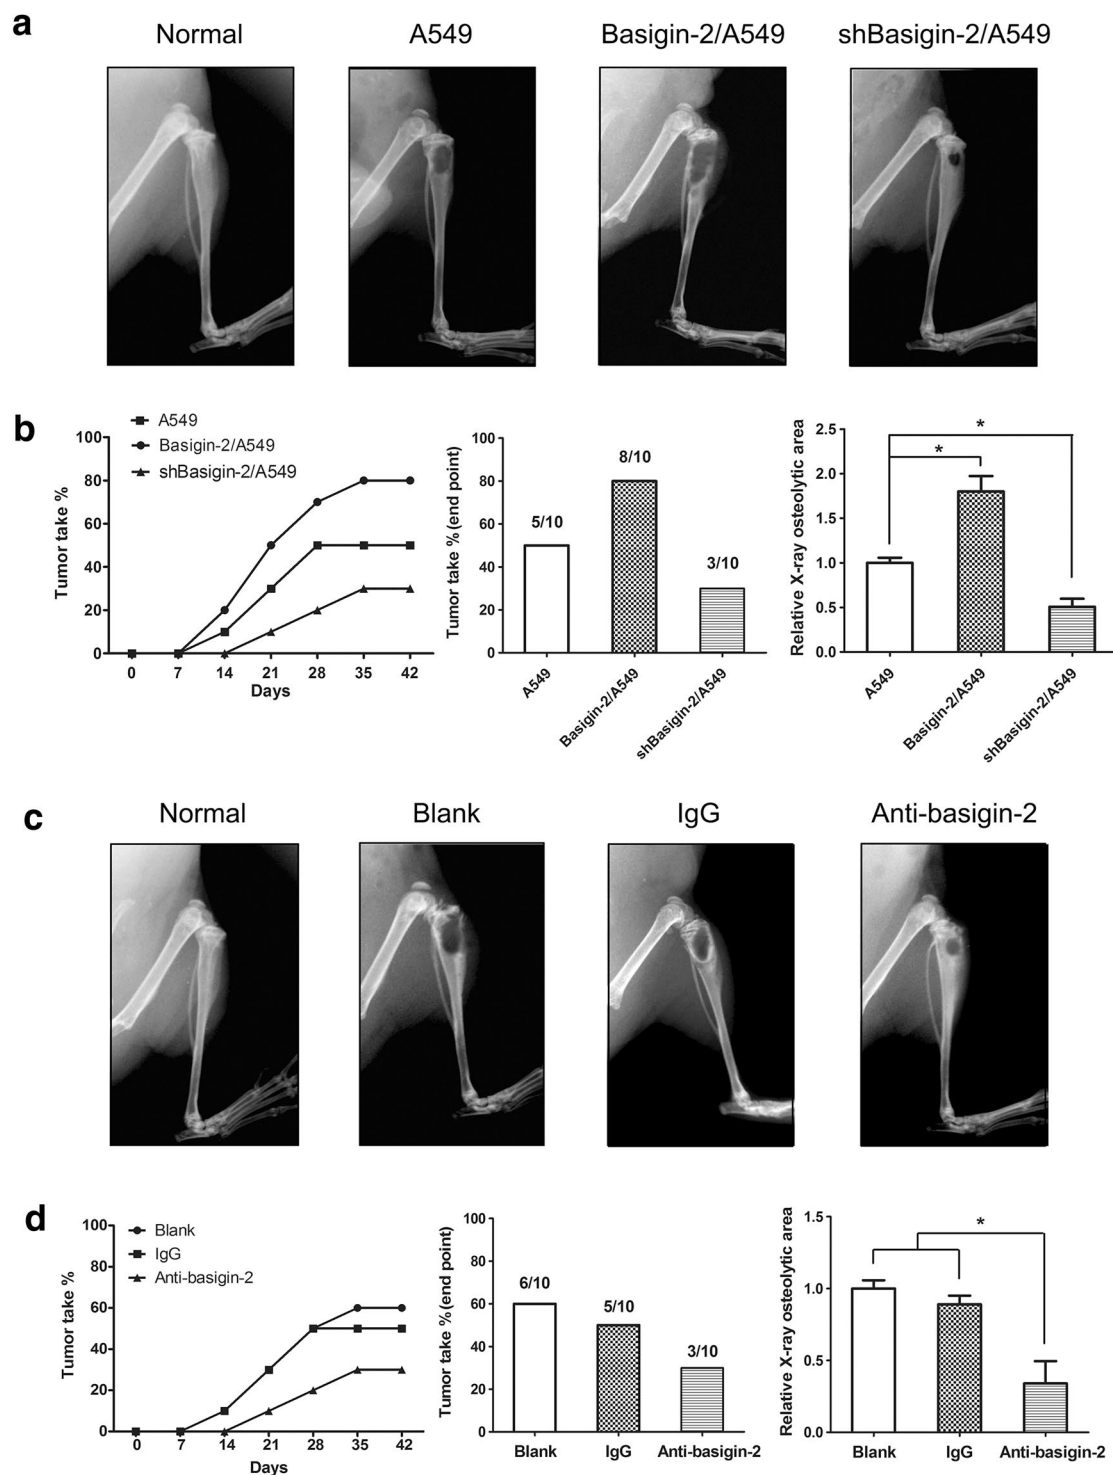 a
Normal A549 Basigin-2/A549 shBasigin-2/A549
b
A549
Basigin-2/A549
shBasigin-2/A549
Tumor take %
100
80
60
40
20
0
0 7 14 21 28 35 42
Days
Tumor take % (end point)
100
80
60
40
20
0
5/10
8/10
3/10
A549
Basigin-2/A549
shBasigin-2/A549
Relative X-ray osteolytic area
2.5
2.0
1.5
1.0
0.5
0.0
*
*
A549
Basigin-2/A549
shBasigin-2/A549
c
Normal Blank IgG Anti-basigin-2
d
Blank
IgG
Anti-basigin-2
Tumor take %
100
80
60
40
20
0
0 7 14 21 28 35 42
Days
Tumor take % (end point)
100
80
60
40
20
0
6/10
5/10
3/10
Blank IgG Anti-basigin-2
Relative X-ray osteolytic area
1.5
1.0
0.5
0.0
*
Blank IgG Anti-basigin-2